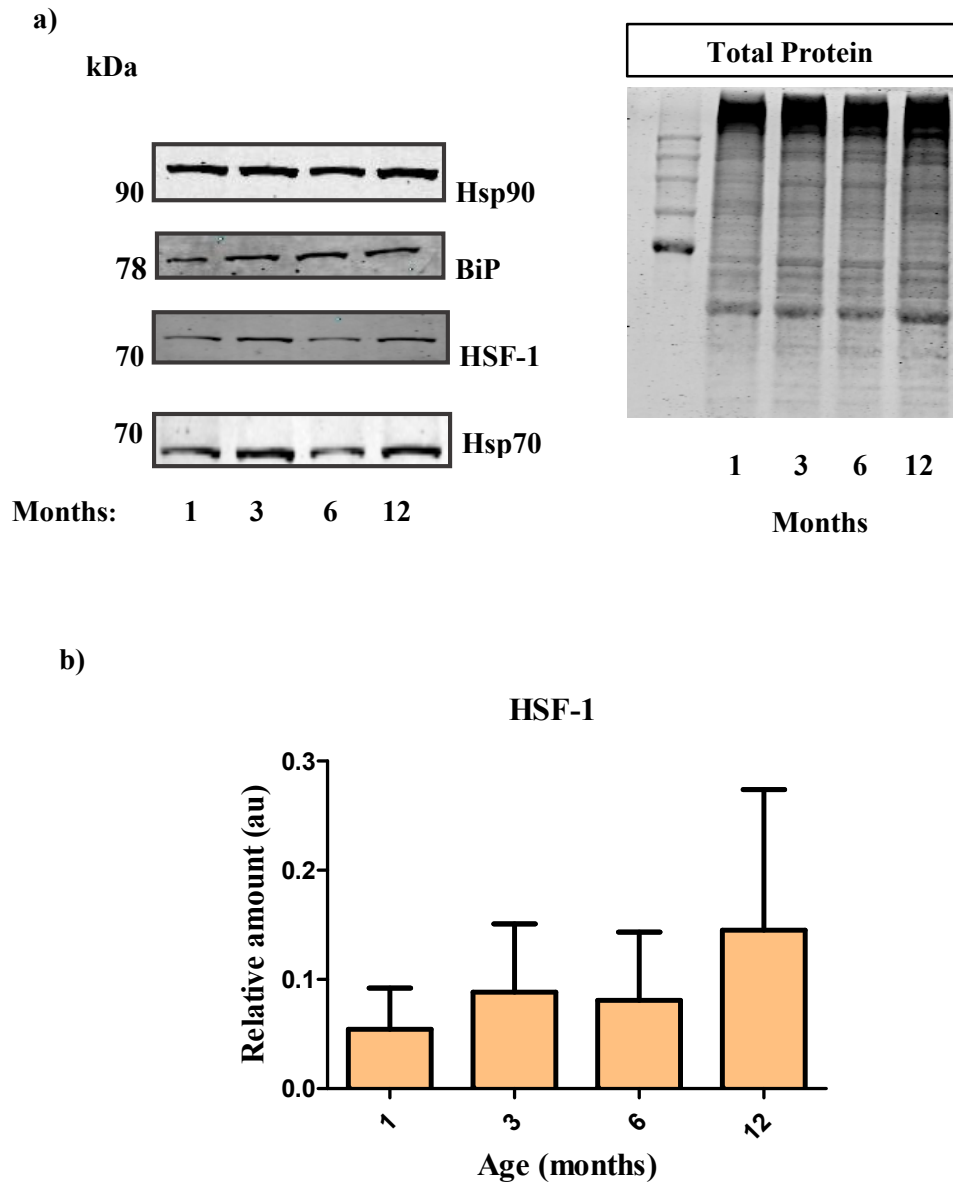 a)
kDa
90
Hsp90
78
BiP
70
HSF-1
70
Hsp70
Months: 1 3 6 12
Total Protein
1 3 6 12
Months
b)
HSF-1
Relative amount (au)
0.3
0.2
0.1
0.0
1 3 6 12
Age (months)